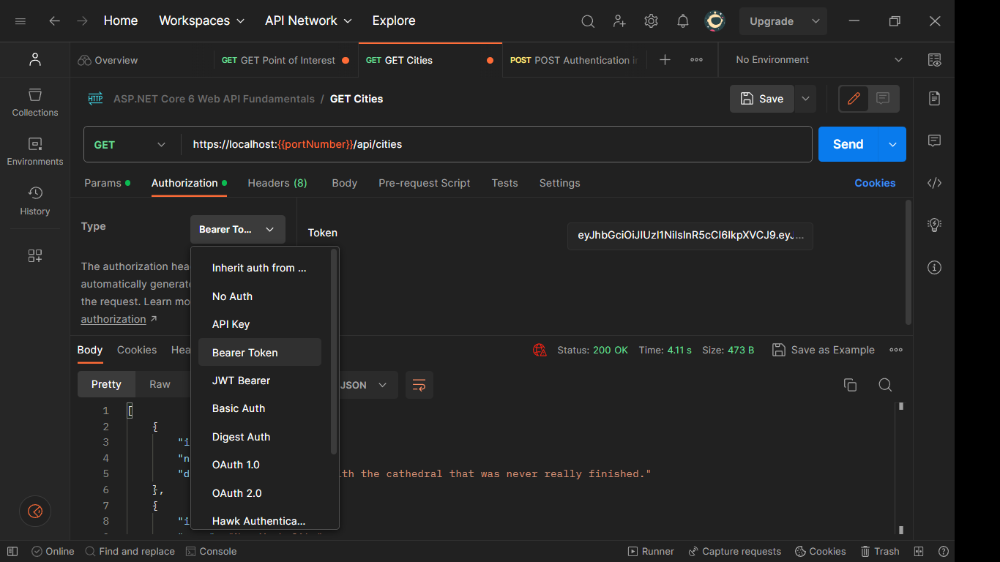 Home Workspaces API Network Explore Upgrade
Overview GET GET Point of Interest GET GET Cities POST POST Authentication No Environment
HTTP ASP.NET Core 6 Web API Fundamentals / GET Cities Save
Collections
Environments
History
GET https://localhost:{{portNumber}}/api/cities Send
Params Authorization Headers (8) Body Pre-request Script Tests Settings Cookies
Type Bearer To... Token eyJhbGciOiJIUzI1NiIsInR5cCI6IkpXVCJ9.ey...
The authorization hea
automatically generate
the request. Learn mo
authorization ↗
Inherit auth from ...
No Auth
API Key
Bearer Token
JWT Bearer
Basic Auth
Digest Auth
OAuth 1.0
OAuth 2.0
Hawk Authentica...
Body Cookies Hea Status: 200 OK Time: 4.11 s Size: 473 B Save as Example
Pretty Raw JSON
1 [
2 {
3 "i
4 "n
5 "d ith the cathedral that was never really finished."
6 },
7 {
8 "i
Online Find and replace Console Runner Capture requests Cookies Trash